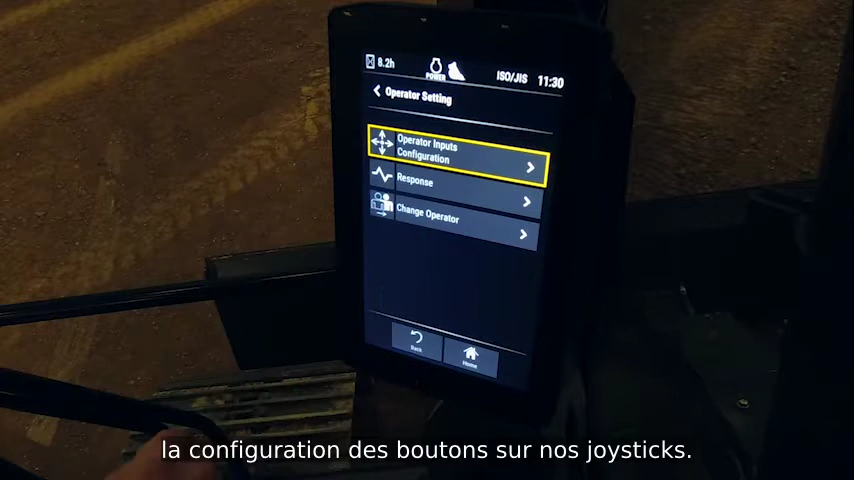 8.2h
POWER
ISO/JIS
11:30
Operator Setting
Operator Inputs
Configuration
Response
Change Operator
Back
Home
la configuration des boutons sur nos joysticks.